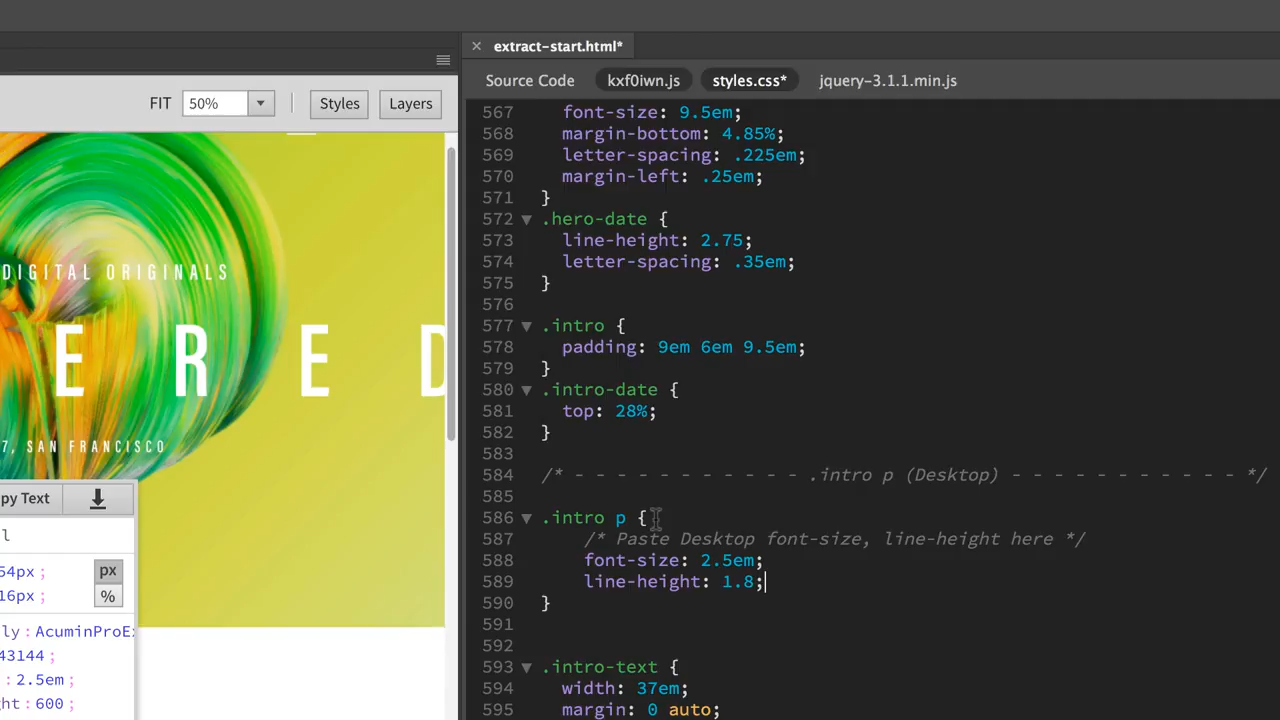 extract-start.html*
Source Code kxf0iwn.js styles.css* jquery-3.1.1.min.js
FIT 50% Styles Layers
DIGITAL ORIGINALS
E R E D
7, SAN FRANCISCO
py Text
l
54px ; px
16px ; %
ly : AcuminProEx
43144 ;
: 2.5em ;
ht : 600 ;
567 font-size: 9.5em;
568 margin-bottom: 4.85%;
569 letter-spacing: .225em;
570 margin-left: .25em;
571 }
572 .hero-date {
573 line-height: 2.75;
574 letter-spacing: .35em;
575 }
576
577 .intro {
578 padding: 9em 6em 9.5em;
579 }
580 .intro-date {
581 top: 28%;
582 }
583
584 /* - - - - - - - - - - - .intro p (Desktop) - - - - - - - - - - - */
585
586 .intro p {
587 /* Paste Desktop font-size, line-height here */
588 font-size: 2.5em;
589 line-height: 1.8;
590 }
591
592
593 .intro-text {
594 width: 37em;
595 margin: 0 auto;